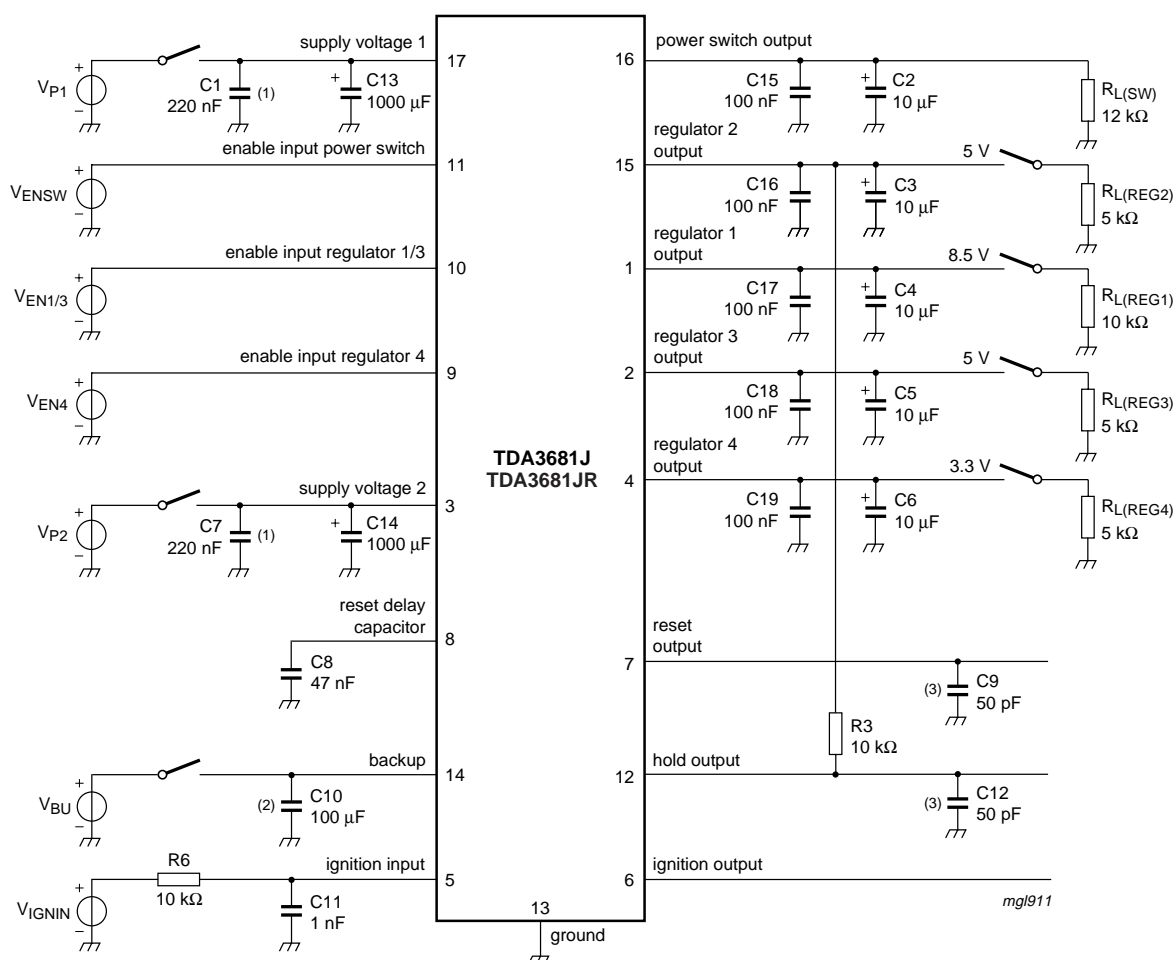 supply voltage 1
17
+
VP1
−
C1
220 nF
(1)
+
C13
1000 μF
enable input power switch
11
+
VENSW
−
enable input regulator 1/3
10
+
VEN1/3
−
enable input regulator 4
9
+
VEN4
−
supply voltage 2
3
+
VP2
−
C7
220 nF
(1)
+
C14
1000 μF
reset delay
capacitor
8
C8
47 nF
backup
14
+
VBU
−
(2)
C10
100 μF
ignition input
5
R6
10 kΩ
+
VIGNIN
−
C11
1 nF
TDA3681J
TDA3681JR
13
ground
16
power switch output
C15
100 nF
+
C2
10 μF
RL(SW)
12 kΩ
15
regulator 2
output
5 V
C16
100 nF
+
C3
10 μF
RL(REG2)
5 kΩ
1
regulator 1
output
8.5 V
C17
100 nF
+
C4
10 μF
RL(REG1)
10 kΩ
2
regulator 3
output
5 V
C18
100 nF
+
C5
10 μF
RL(REG3)
5 kΩ
4
regulator 4
output
3.3 V
C19
100 nF
+
C6
10 μF
RL(REG4)
5 kΩ
7
reset
output
(3)
C9
50 pF
R3
10 kΩ
12
hold output
(3)
C12
50 pF
6
ignition output
mgl911